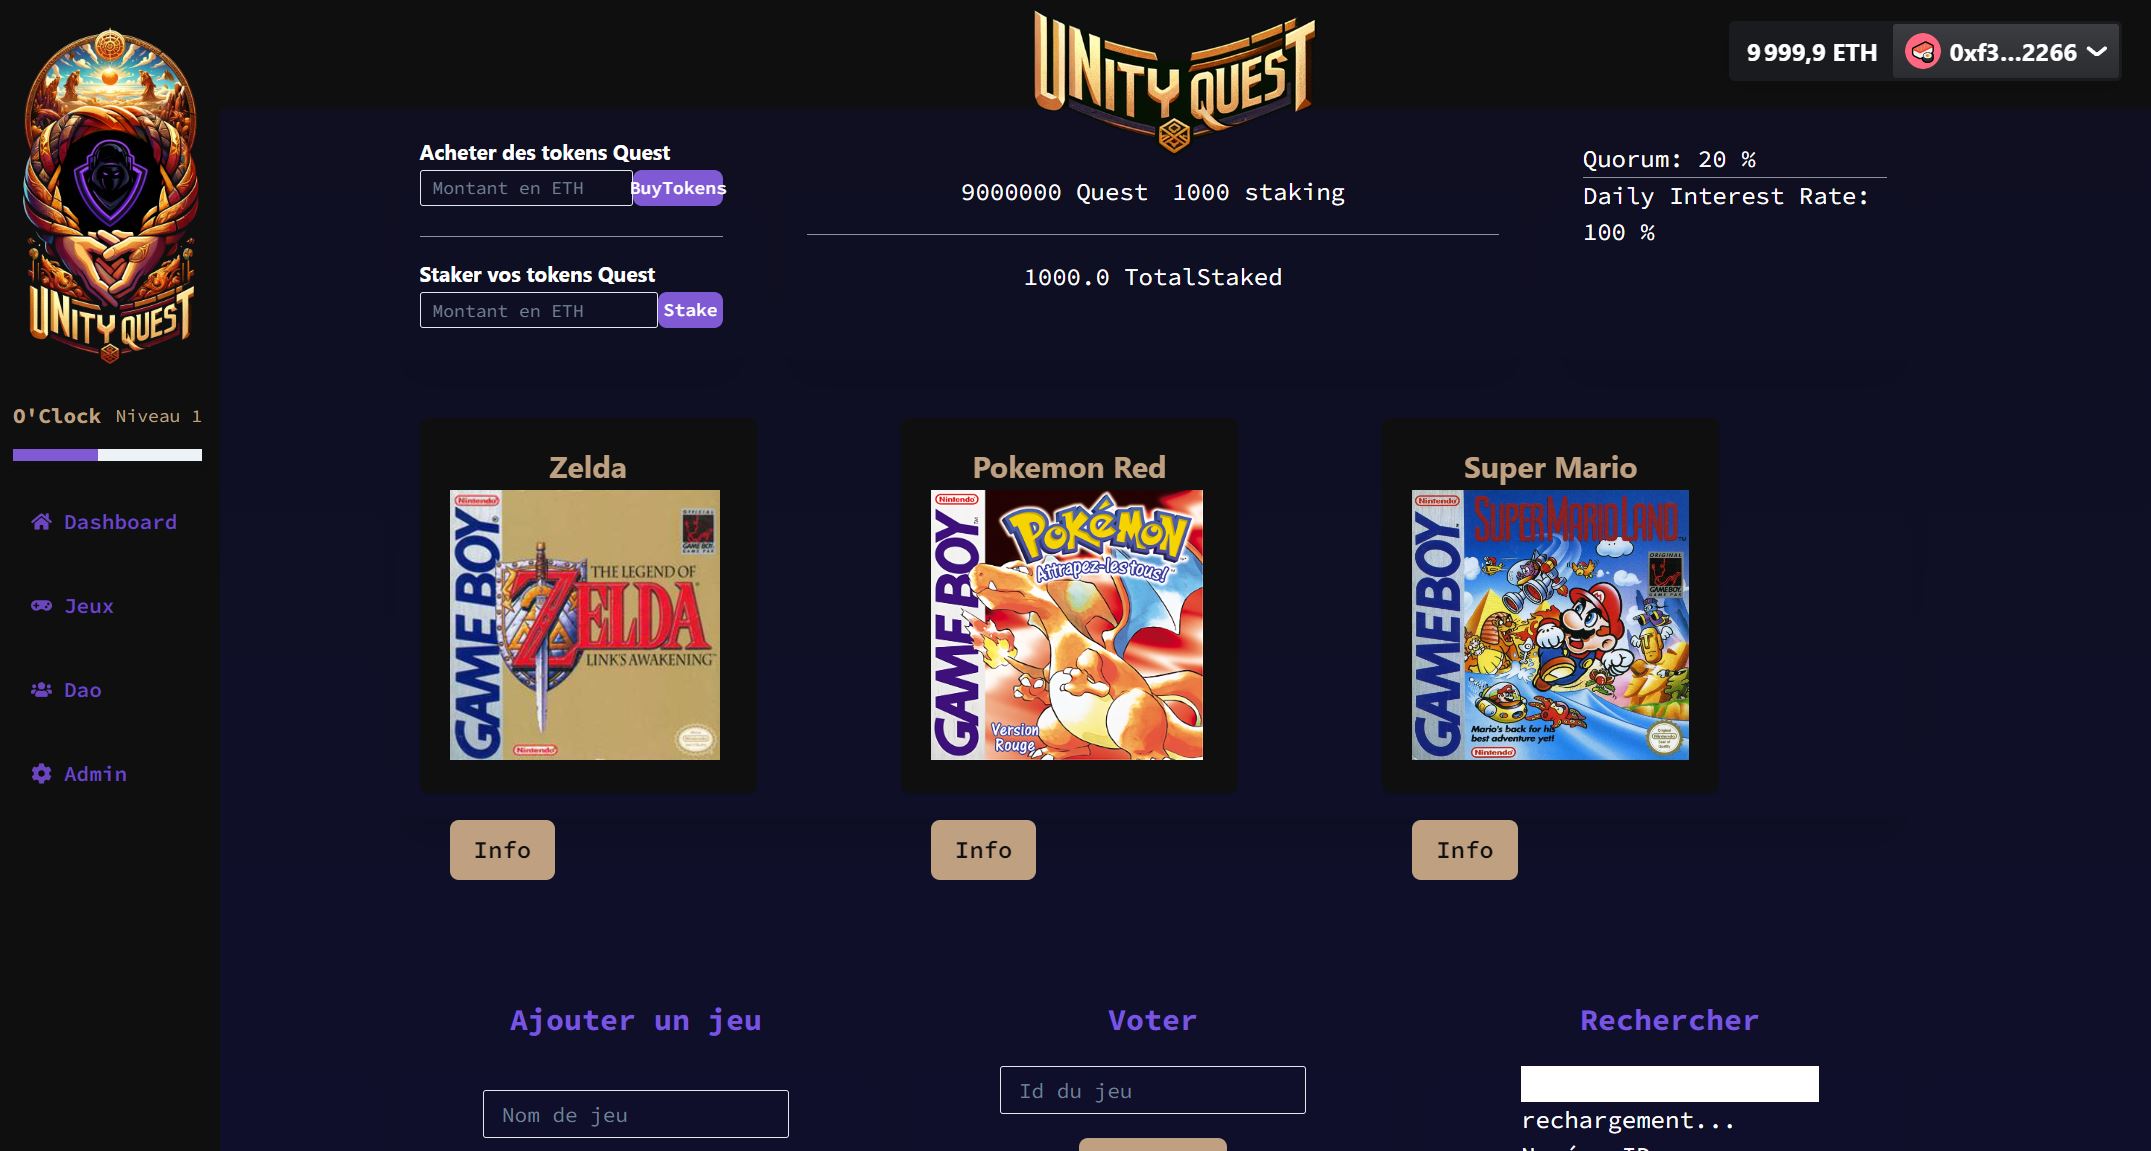 UNITY QUEST
9 999,9 ETH
0xf3...2266
UNITY QUEST
O'Clock Niveau 1
Dashboard
Jeux
Dao
Admin
Acheter des tokens Quest
Montant en ETH
BuyTokens
Staker vos tokens Quest
Montant en ETH
Stake
9000000 Quest 1000 staking
1000.0 TotalStaked
Quorum: 20 %
Daily Interest Rate:
100 %
Zelda
Nintendo
GAME BOY
THE LEGEND OF
ZELDA
LINK'S AWAKENING
Nintendo
Info
Pokemon Red
Nintendo
GAME BOY
POKéMON
Attrapez-les tous!
Version
Rouge
Info
Super Mario
Nintendo
GAME BOY
SUPER MARIO LAND
Mario's back for his
best adventure yet!
Nintendo
Info
Ajouter un jeu
Nom de jeu
Voter
Id du jeu
Rechercher
rechargement...